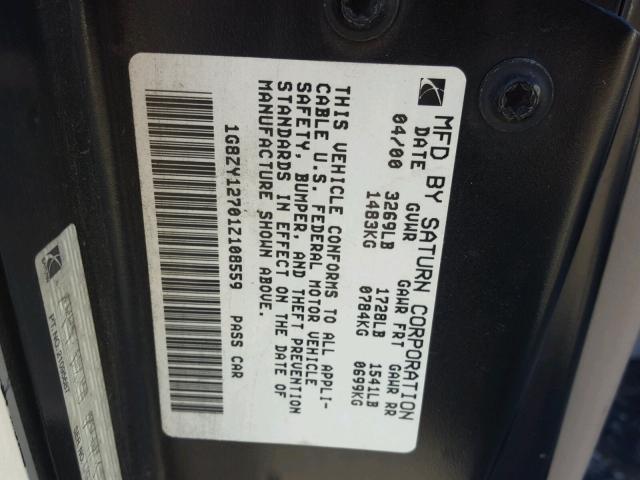 MFD BY SATURN CORPORATION
DATE GVWR GAWR FRT GAWR RR
04/00 3269LB 1728LB 1541LB
1483KG 0784KG 0699KG
THIS VEHICLE CONFORMS TO ALL APPLI-
CABLE U.S. FEDERAL MOTOR VEHICLE
SAFETY, BUMPER, AND THEFT PREVENTION
STANDARDS IN EFFECT ON THE DATE OF
MANUFACTURE SHOWN ABOVE.
1G8ZY12701Z108559 PASS CAR
PT. NO.